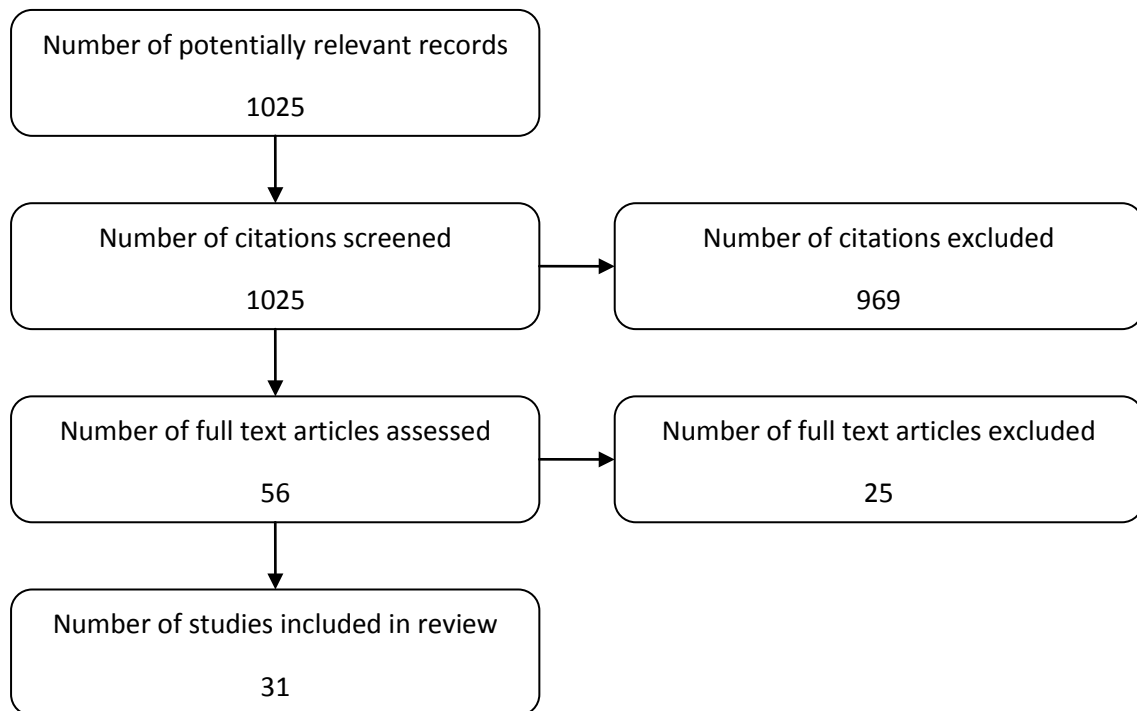 Number of potentially relevant records
1025
Number of citations screened
1025
Number of citations excluded
969
Number of full text articles assessed
56
Number of full text articles excluded
25
Number of studies included in review
31